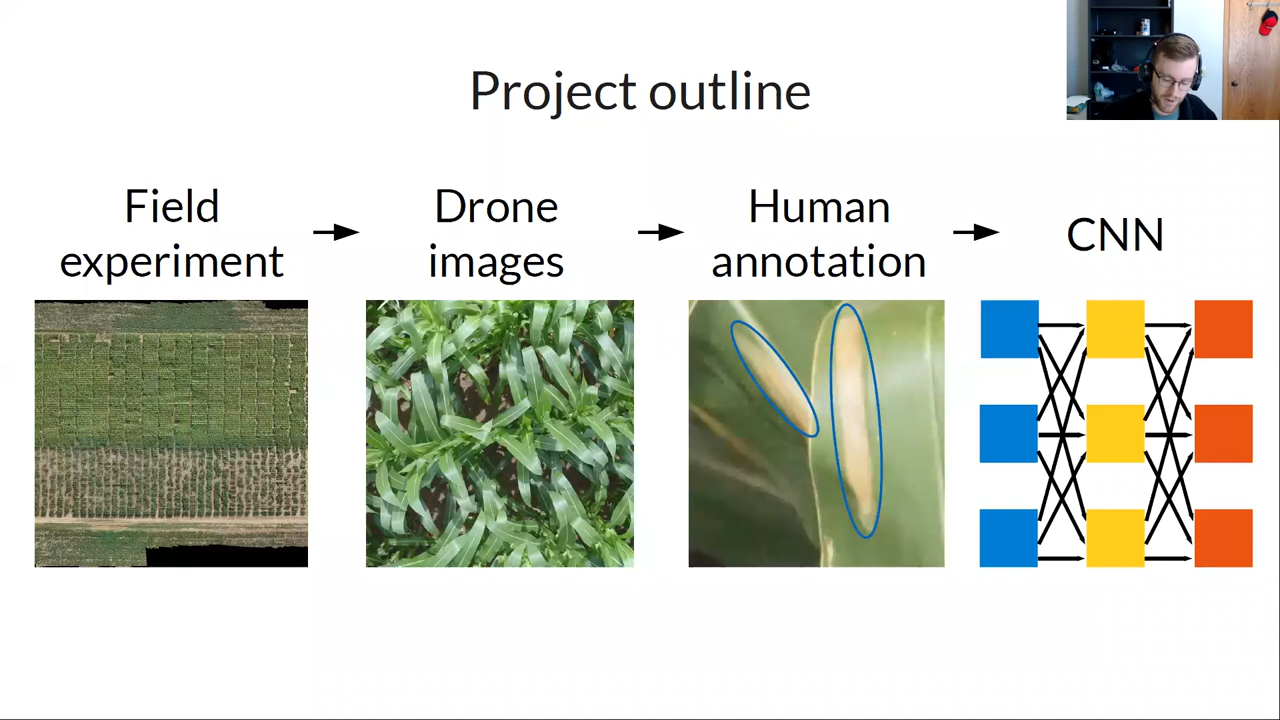 Project outline
Field
experiment
Drone
images
Human
annotation
CNN